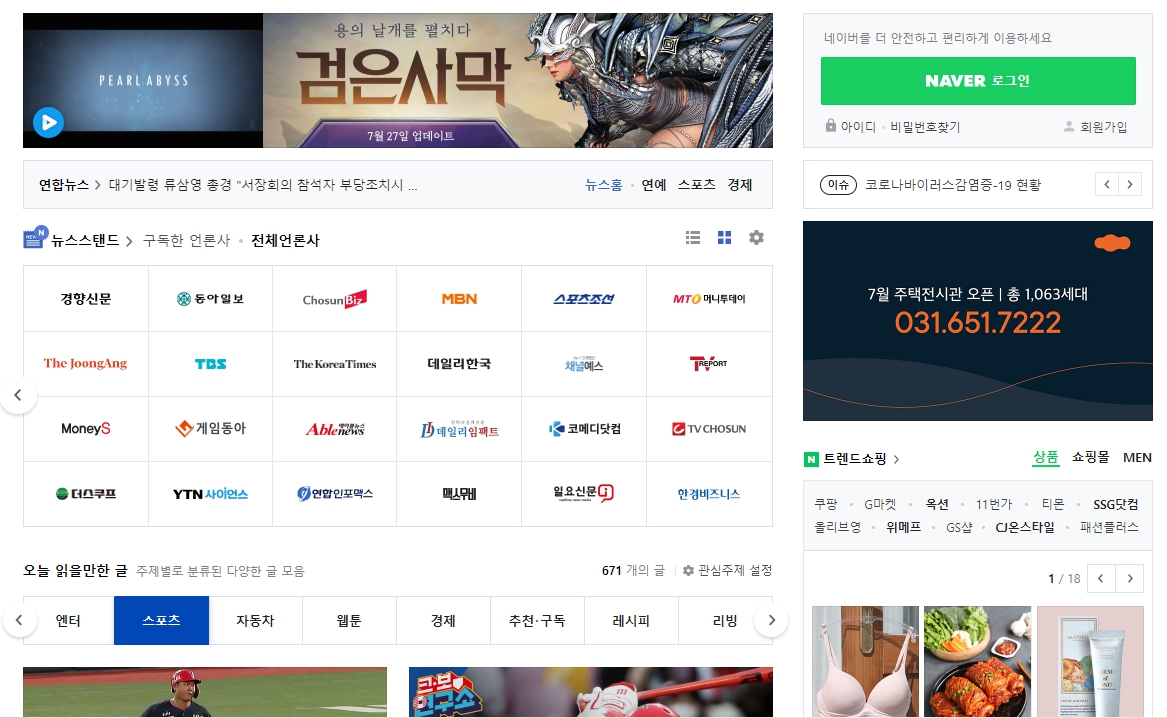 PEARL ABYSS
용의 날개를 펼치다
검은사막
7월 27일 업데이트
네이버를 더 안전하고 편리하게 이용하세요
NAVER 로그인
아이디 · 비밀번호찾기 회원가입
연합뉴스 > 대기발령 류삼영 총경 "서장회의 참석자 부당조치시 ... 뉴스홈 · 연예 스포츠 경제
이슈 코로나바이러스감염증-19 현황 < >
NEW N 뉴스스탠드 > 구독한 언론사 · 전체언론사
경향신문 동아일보 ChosunBiz MBN 스포츠조선 MTO 머니투데이
The JoongAng TBS The Korea Times 데일리한국 채널예스 TV REPORT
MoneyS 게임동아 Ablenews 에이블뉴스 데일리임팩트 코메디닷컴 TV CHOSUN
더스쿠프 YTN 사이언스 연합인포맥스 맥스무비 일요신문i 한경비즈니스
7월 주택전시관 오픈 | 총 1,063세대
031.651.7222
N 트렌드쇼핑 > 상품 쇼핑몰 MEN
쿠팡 · G마켓 · 옥션 · 11번가 · 티몬 · SSG닷컴
올리브영 · 위메프 · GS샵 · CJ온스타일 · 패션플러스
1 / 18 < >
오늘 읽을만한 글 주제별로 분류된 다양한 글 모음 671 개의 글 관심주제 설정
< 엔터 스포츠 자동차 웹툰 경제 추천·구독 레시피 리빙 >
크보
연구소